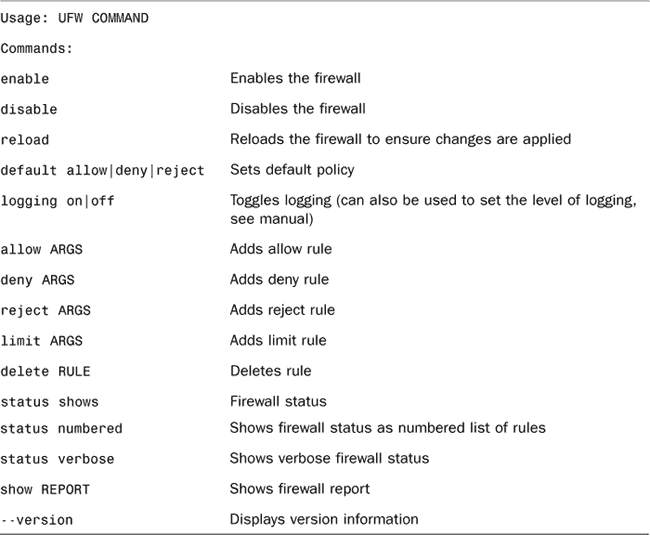 Usage: UFW COMMAND
Commands:
enable Enables the firewall
disable Disables the firewall
reload Reloads the firewall to ensure changes are applied
default allow|deny|reject Sets default policy
logging on|off Toggles logging (can also be used to set the level of logging,
see manual)
allow ARGS Adds allow rule
deny ARGS Adds deny rule
reject ARGS Adds reject rule
limit ARGS Adds limit rule
delete RULE Deletes rule
status shows Firewall status
status numbered Shows firewall status as numbered list of rules
status verbose Shows verbose firewall status
show REPORT Shows firewall report
--version Displays version information